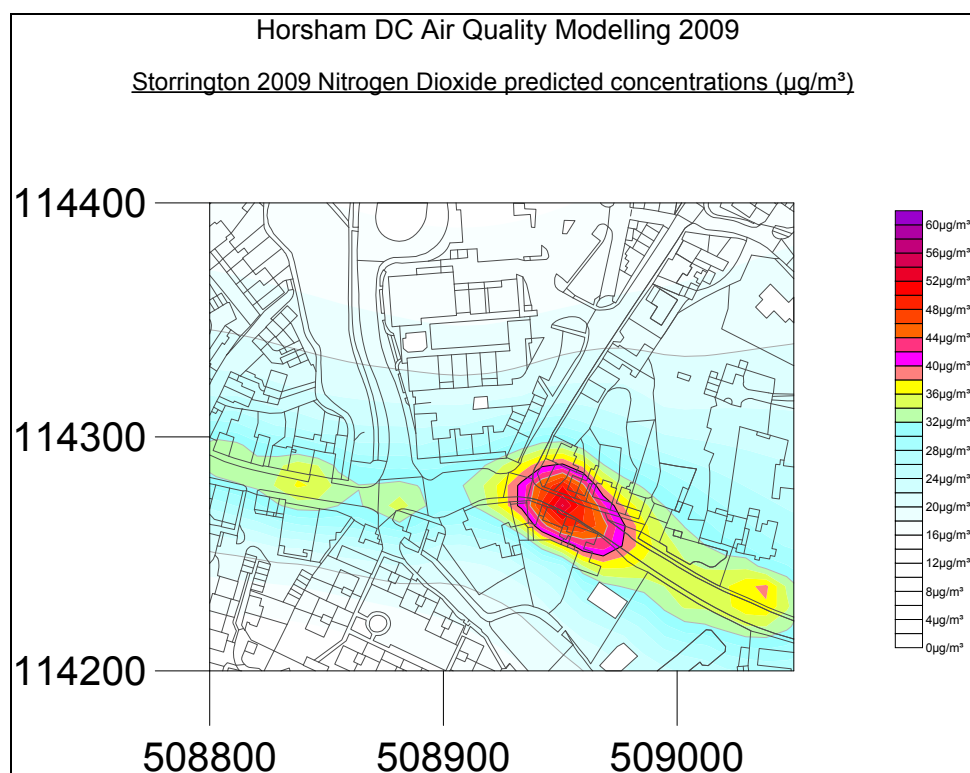 Horsham DC Air Quality Modelling 2009
Storrington 2009 Nitrogen Dioxide predicted concentrations (µg/m³)
114400
114300
114200
508800
508900
509000
60µg/m³
56µg/m³
52µg/m³
48µg/m³
44µg/m³
40µg/m³
36µg/m³
32µg/m³
28µg/m³
24µg/m³
20µg/m³
16µg/m³
12µg/m³
8µg/m³
4µg/m³
0µg/m³